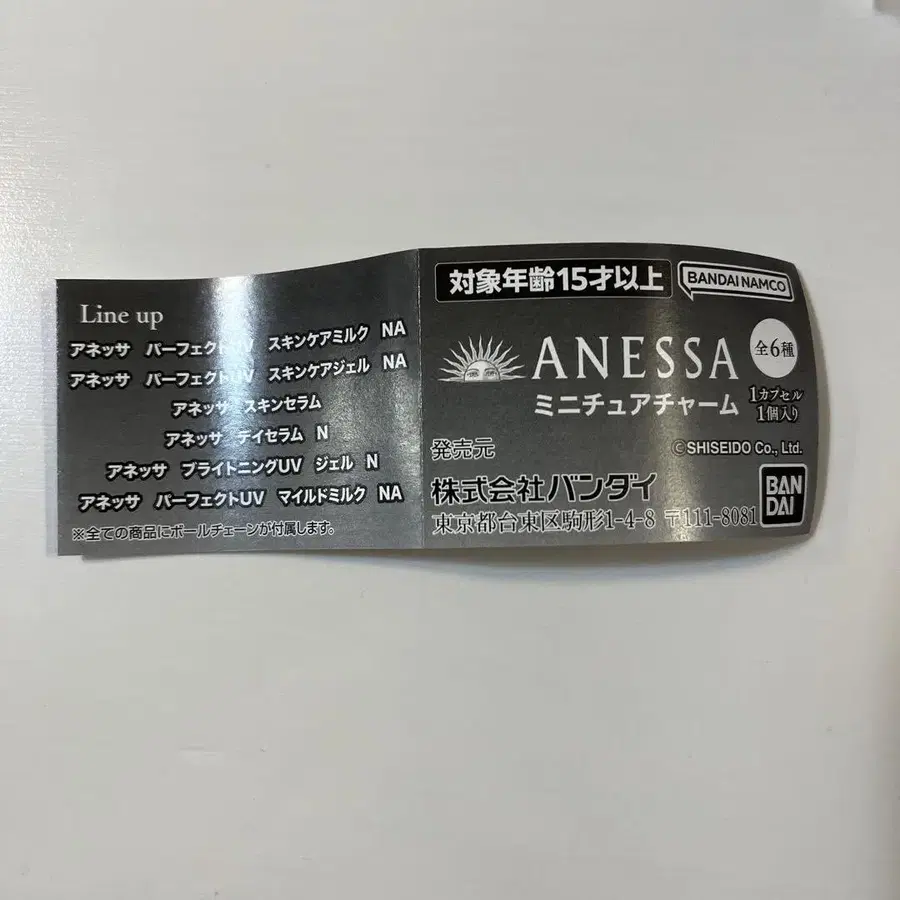 Line up
アネッサ パーフェクトUV スキンケアミルク NA
アネッサ パーフェクトUV スキンケアジェル NA
アネッサ スキンセラム
アネッサ デイセラム N
アネッサ ブライトニングUV ジェル N
アネッサ パーフェクトUV マイルドミルク NA
※全ての商品にボールチェーンが付属します。
対象年齢15才以上
BANDAI NAMCO
ANESSA
全6種
ミニチュアチャーム
1カプセル
1個入り
発売元
©SHISEIDO Co., Ltd.
株式会社バンダイ
東京都台東区駒形1-4-8 〒111-8081
BAN
DAI